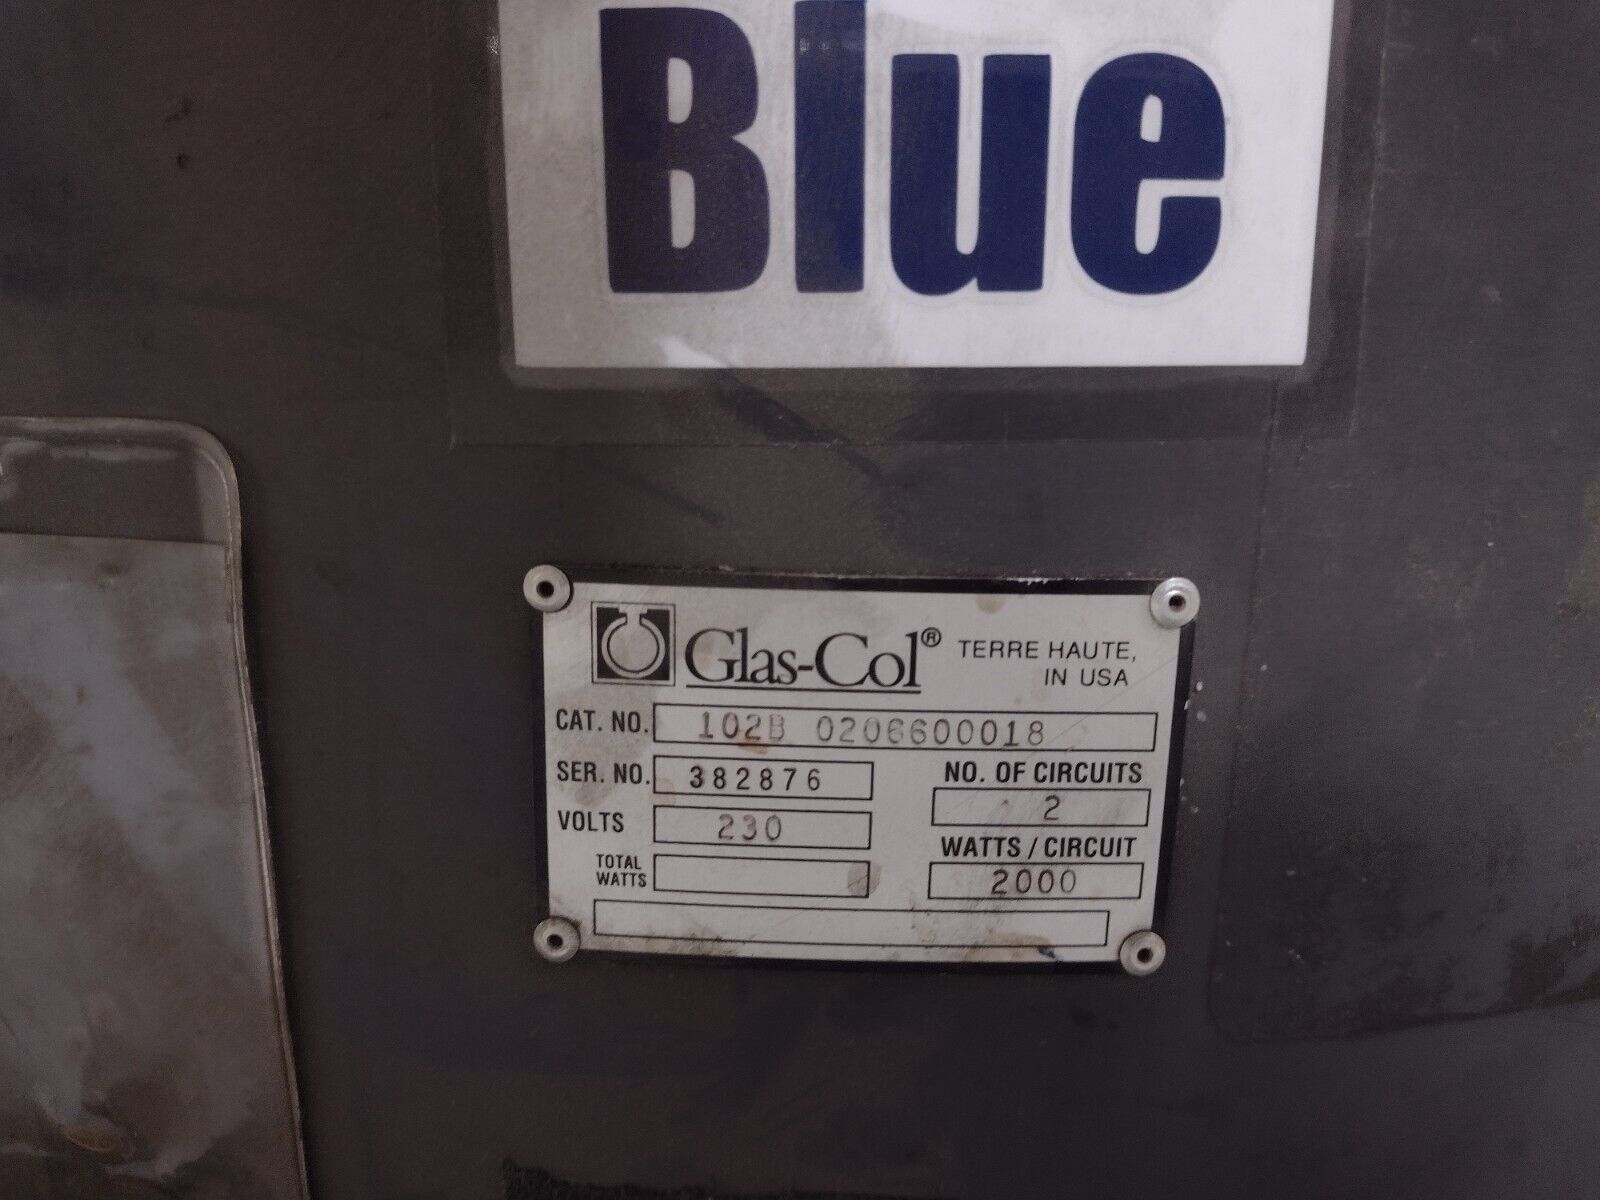 Blue
Glas-Col® TERRE HAUTE,
IN USA
CAT. NO. 102B 0206600018
SER. NO. 382876
NO. OF CIRCUITS
2
VOLTS 230
WATTS / CIRCUIT
2000
TOTAL
WATTS